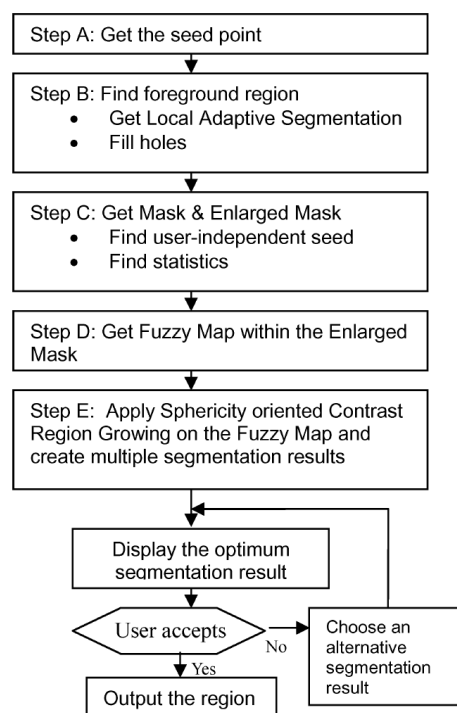 Step A: Get the seed point
Step B: Find foreground region
• Get Local Adaptive Segmentation
• Fill holes
Step C: Get Mask & Enlarged Mask
• Find user-independent seed
• Find statistics
Step D: Get Fuzzy Map within the Enlarged
Mask
Step E: Apply Sphericity oriented Contrast
Region Growing on the Fuzzy Map and
create multiple segmentation results
Display the optimum
segmentation result
User accepts
No
Choose an
alternative
segmentation
result
Yes
Output the region